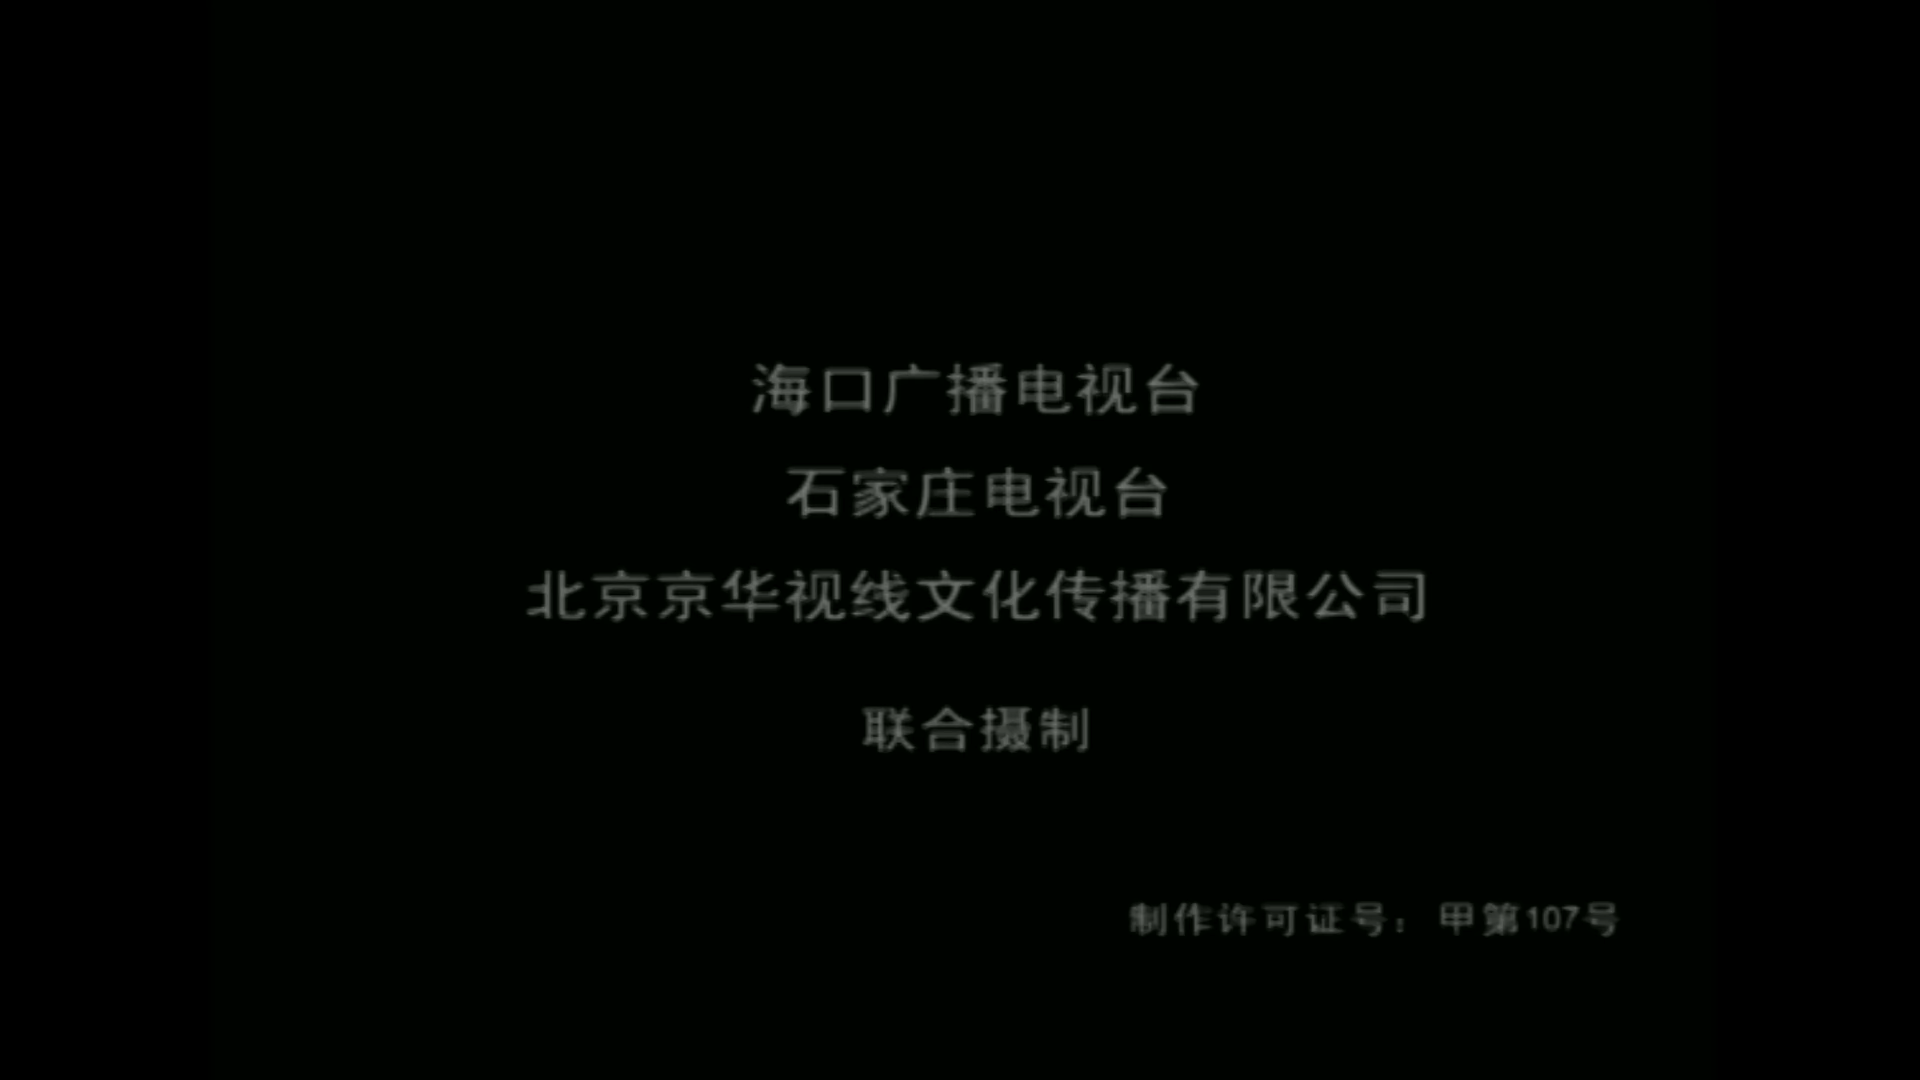 海口广播电视台
石家庄电视台
北京京华视线文化传播有限公司
联合摄制
制作许可证号：甲第107号